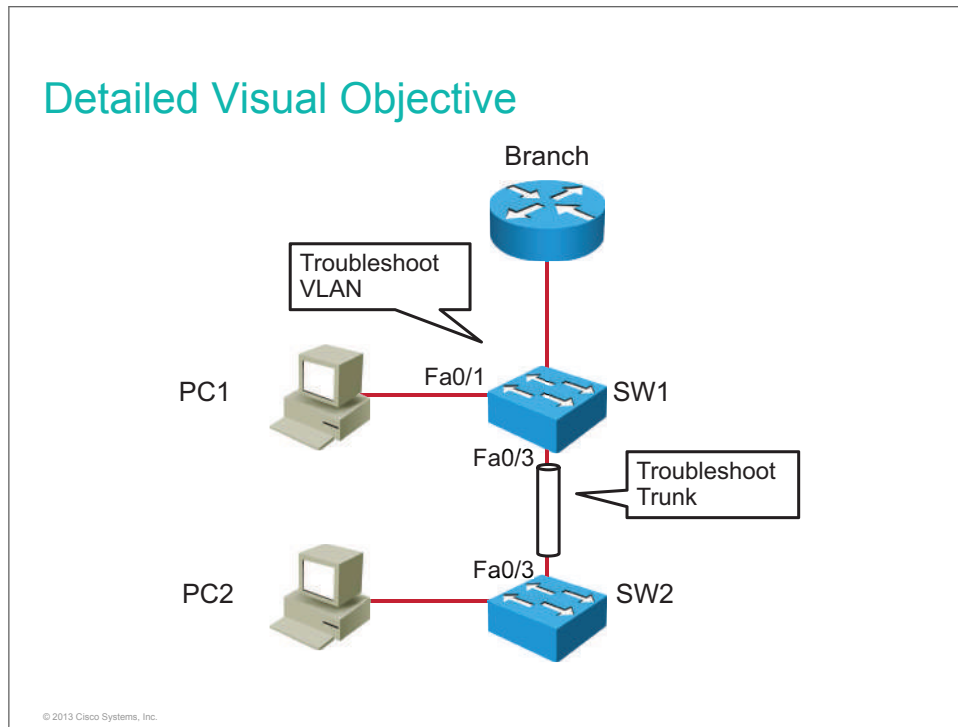 Detailed Visual Objective
Branch
Troubleshoot
VLAN
PC1
Fa0/1
SW1
Fa0/3
Troubleshoot
Trunk
Fa0/3
PC2
SW2
© 2013 Cisco Systems, Inc.